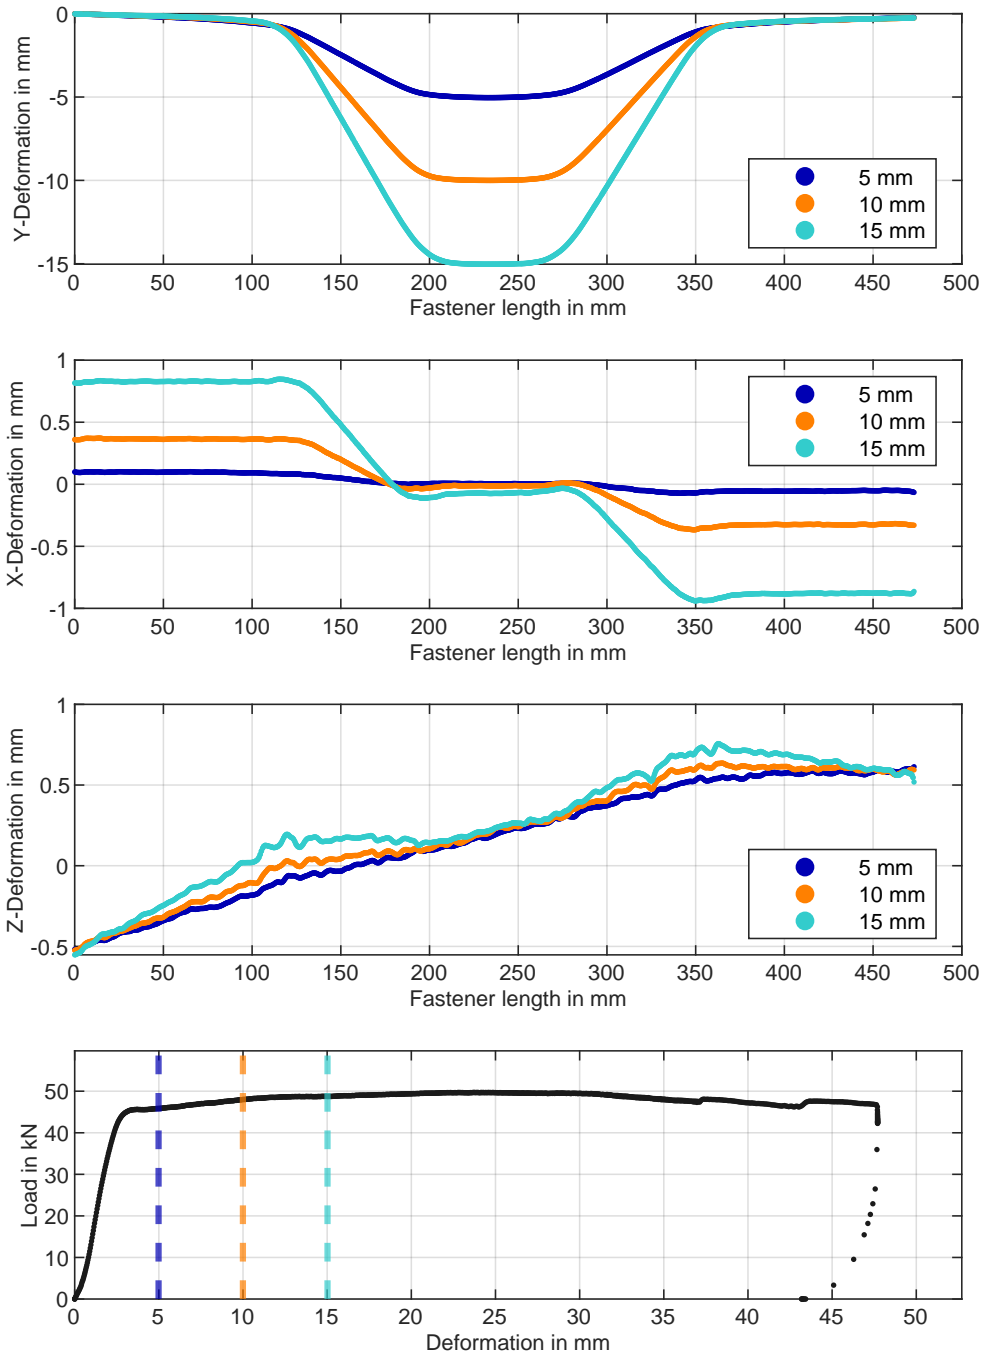 0
-5
-10
-15
Y-Deformation in mm
5 mm
10 mm
15 mm
0 50 100 150 200 250 300 350 400 450 500
Fastener length in mm
1
0.5
0
-0.5
-1
X-Deformation in mm
5 mm
10 mm
15 mm
0 50 100 150 200 250 300 350 400 450 500
Fastener length in mm
1
0.5
0
-0.5
Z-Deformation in mm
5 mm
10 mm
15 mm
0 50 100 150 200 250 300 350 400 450 500
Fastener length in mm
50
40
30
20
10
0
Load in kN
0 5 10 15 20 25 30 35 40 45 50
Deformation in mm